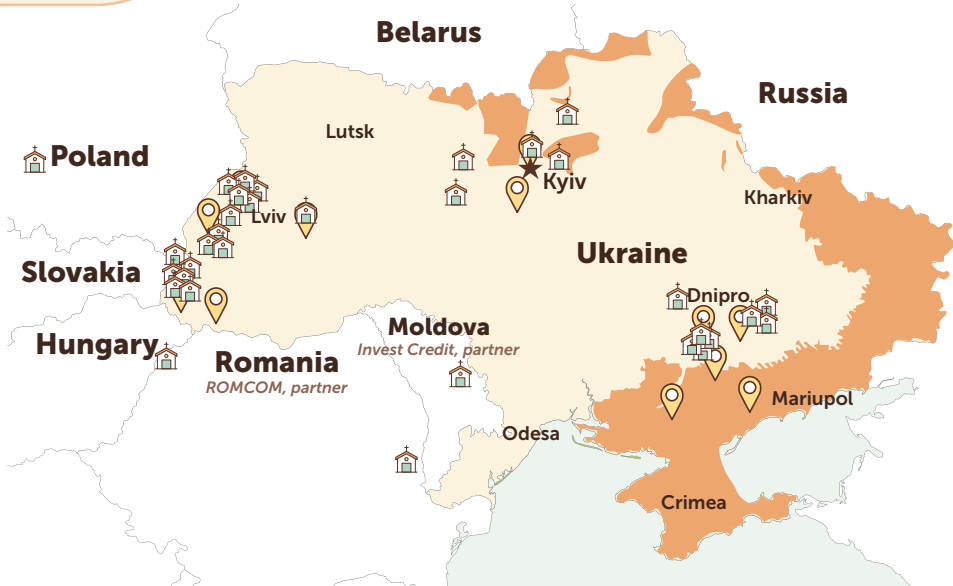 Belarus
Russia
Lutsk
Poland
Kyiv
Kharkiv
Lviv
Ukraine
Slovakia
Dnipro
Moldova
Invest Credit, partner
Hungary
Romania
ROMCOM, partner
Mariupol
Odesa
Crimea